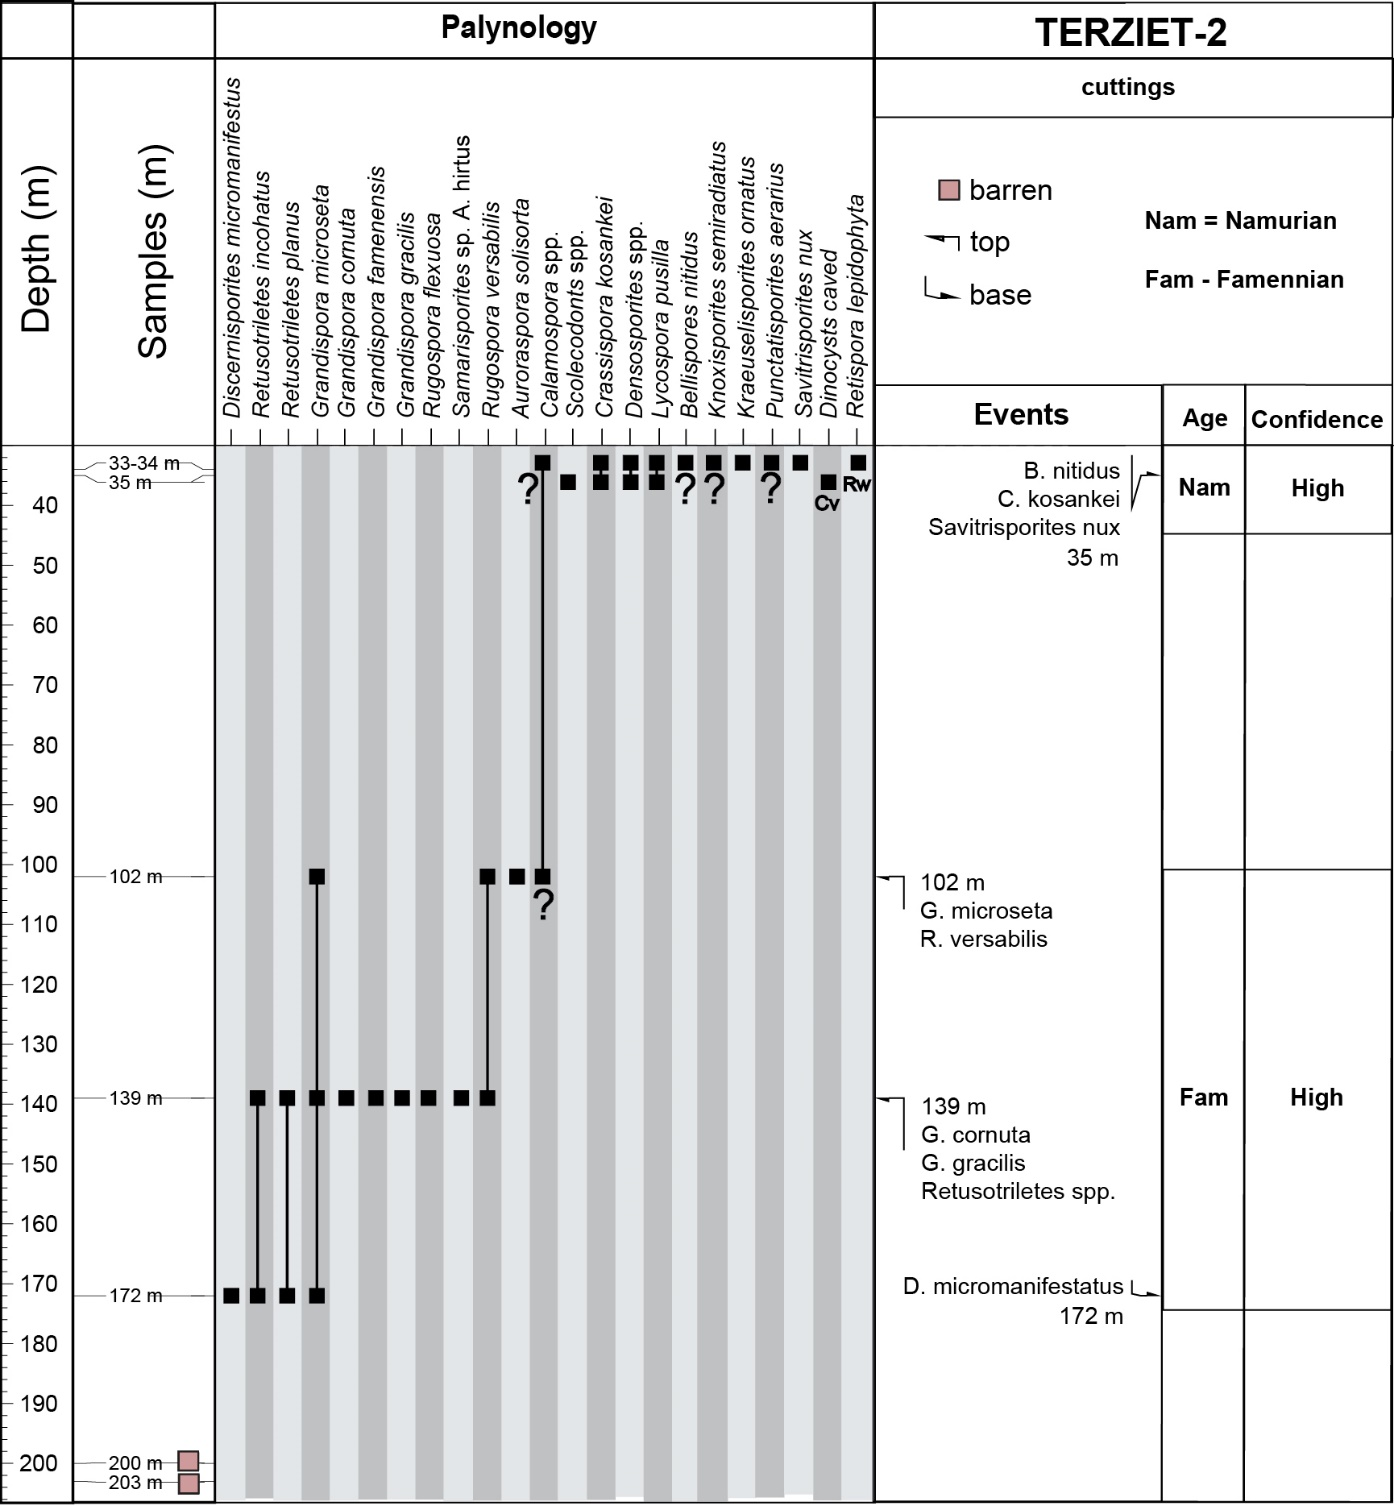 Palynology
TERZIET-2
cuttings
Depth (m)
Samples (m)
Discernisporites micromanifestus
Retusotriletes incohatus
Retusotriletes planus
Grandispora microseta
Grandispora cornuta
Grandispora famenensis
Grandispora gracilis
Rugospora flexuosa
Samarisporites sp. A. hirtus
Rugospora versabilis
Auroraspora solisorta
Calamospora spp.
Scolecodonts spp.
Crassispora kosankei
Densosporites spp.
Lycospora pusilla
Bellispores nitidus
Knoxisporites semiradiatus
Kraeuselisporites ornatus
Punctatisporites aerarius
Savitrisporites nux
Dinocysts caved
Retispora lepidophyta
barren
top
base
Nam = Namurian
Fam - Famennian
Events
Age
Confidence
33-34 m
35 m
? ? ? ?
Cv
Rw
B. nitidus
C. kosankei
Savitrisporites nux
35 m
Nam
High
40
50
60
70
80
90
100
102 m
?
102 m
G. microseta
R. versabilis
110
120
130
139 m
140
139 m
G. cornuta
G. gracilis
Retusotriletes spp.
Fam
High
150
160
170
172 m
D. micromanifestatus
172 m
180
190
200
200 m
203 m